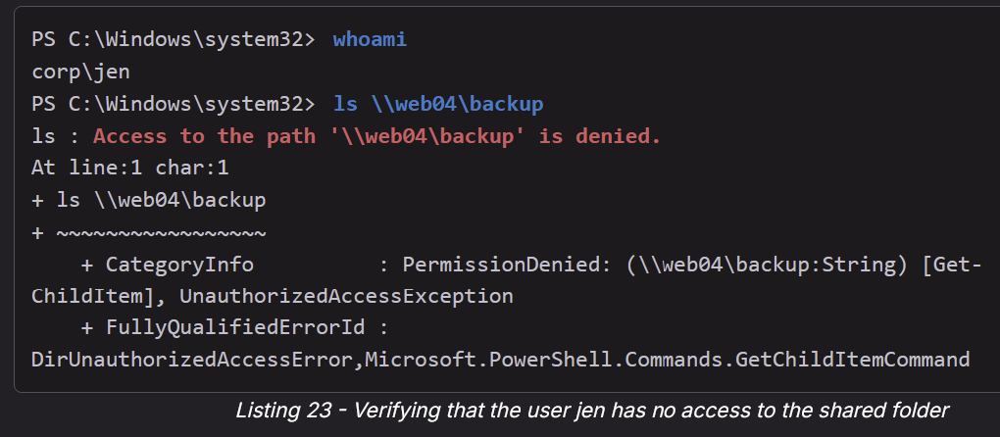 PS C:\Windows\system32> whoami
corp\jen
PS C:\Windows\system32> ls \\web04\backup
ls : Access to the path '\\web04\backup' is denied.
At line:1 char:1
+ ls \\web04\backup
+ ~~~~~~~~~~~~~~~~~
    + CategoryInfo          : PermissionDenied: (\\web04\backup:String) [Get-
ChildItem], UnauthorizedAccessException
    + FullyQualifiedErrorId :
DirUnauthorizedAccessError,Microsoft.PowerShell.Commands.GetChildItemCommand
Listing 23 - Verifying that the user jen has no access to the shared folder